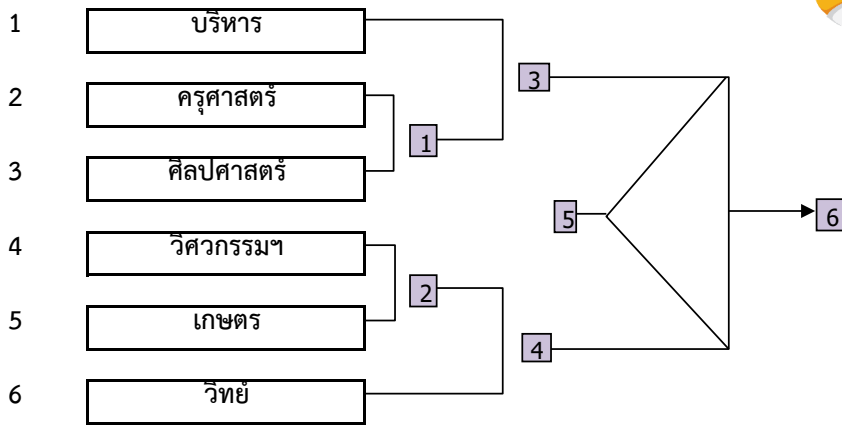 1 บริหาร
3
2 ครุศาสตร์
1
3 ศิลปศาสตร์
5
6
4 วิศวกรรมฯ
2
5 เกษตร
4
6 วิทย์